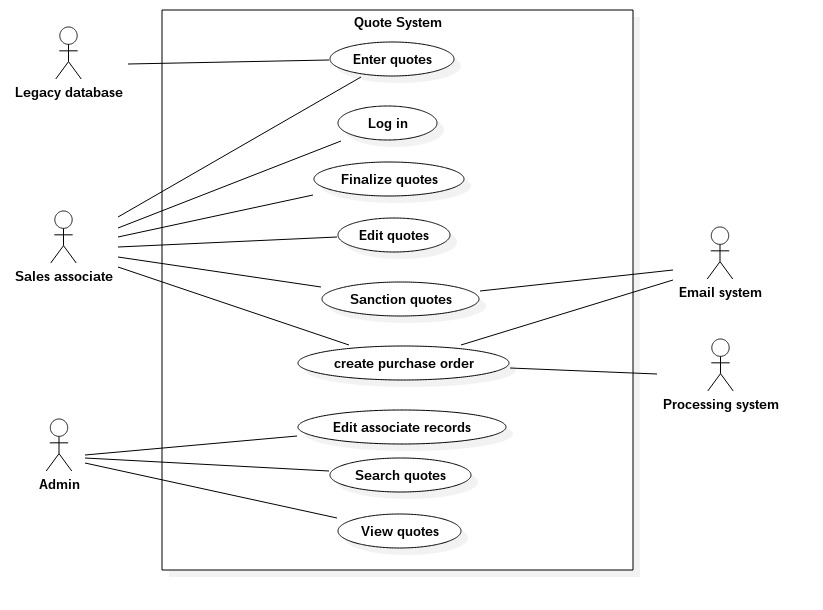 Quote System
Legacy database
Enter quotes
Log in
Finalize quotes
Edit quotes
Sales associate
Sanction quotes
Email system
create purchase order
Processing system
Edit associate records
Admin
Search quotes
View quotes